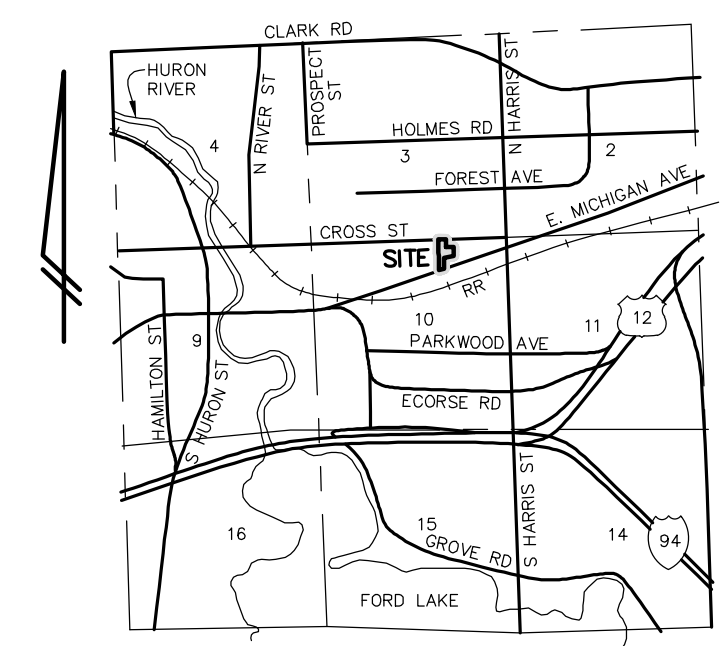 CLARK RD
HURON
RIVER
N RIVER ST
PROSPECT
ST
N HARRIS ST
HOLMES RD
4
3
2
FOREST AVE
E. MICHIGAN AVE
CROSS ST
SITE
RR
10
11
12
9
PARKWOOD AVE
HAMILTON ST
S HURON ST
ECORSE RD
16
15
GROVE RD
S HARRIS ST
14
94
FORD LAKE